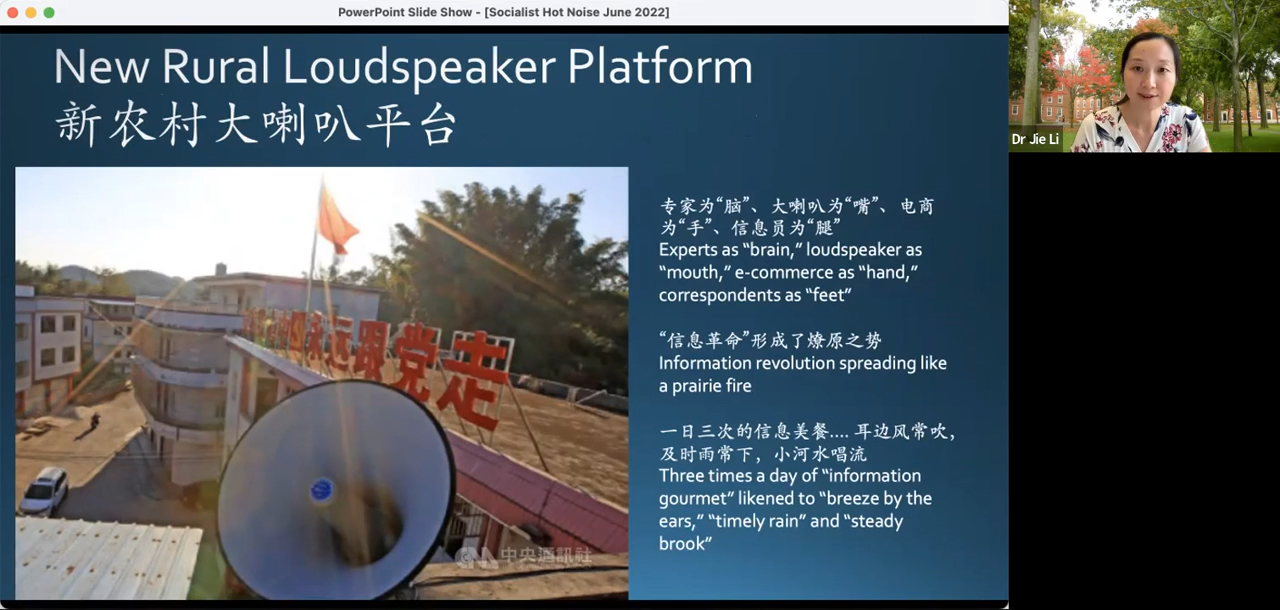 PowerPoint Slide Show - [Socialist Hot Noise June 2022]
New Rural Loudspeaker Platform
新农村大喇叭平台
永远跟党走
中央通訊社
专家为“脑”、大喇叭为“嘴”、电商
为“手”、信息员为“腿”
Experts as “brain,” loudspeaker as
“mouth,” e-commerce as “hand,”
correspondents as “feet”
“信息革命”形成了燎原之势
Information revolution spreading like
a prairie fire
一日三次的信息美餐.... 耳边风常吹，
及时雨常下，小河水唱流
Three times a day of “information
gourmet” likened to “breeze by the
ears,” “timely rain” and “steady
brook”
Dr Jie Li